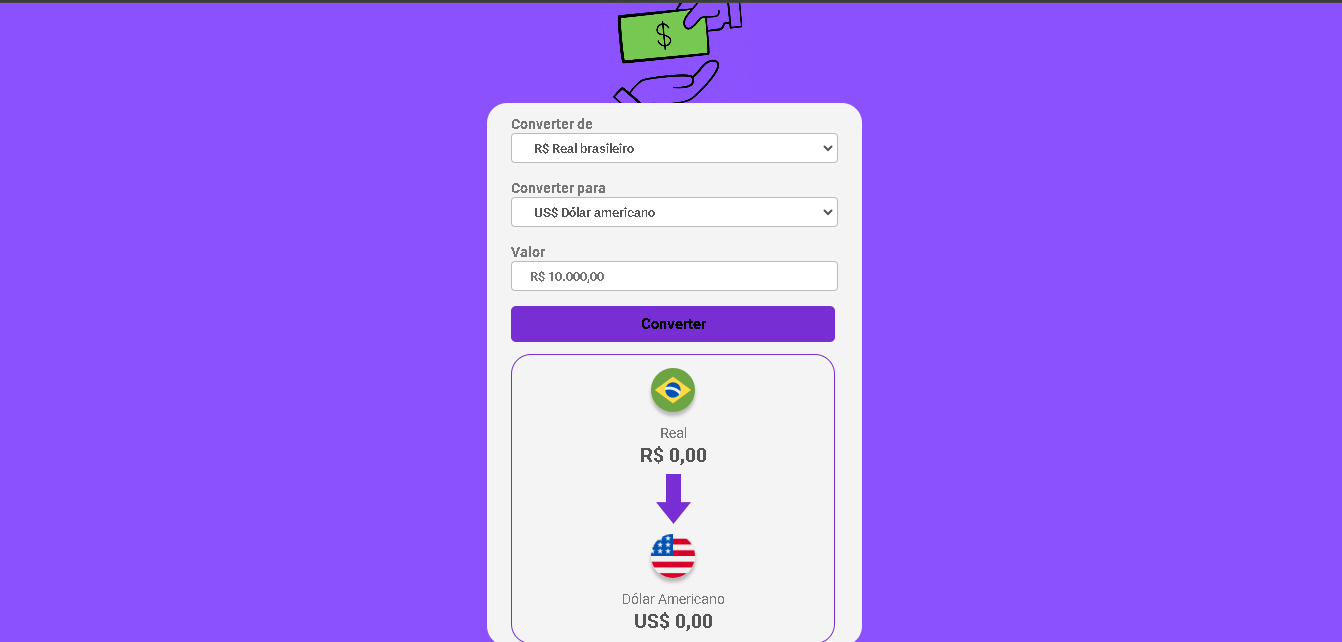 $
Converter de
R$ Real brasileiro
Converter para
US$ Dólar americano
Valor
R$ 10.000,00
Converter
Real
R$ 0,00
Dólar Americano
US$ 0,00